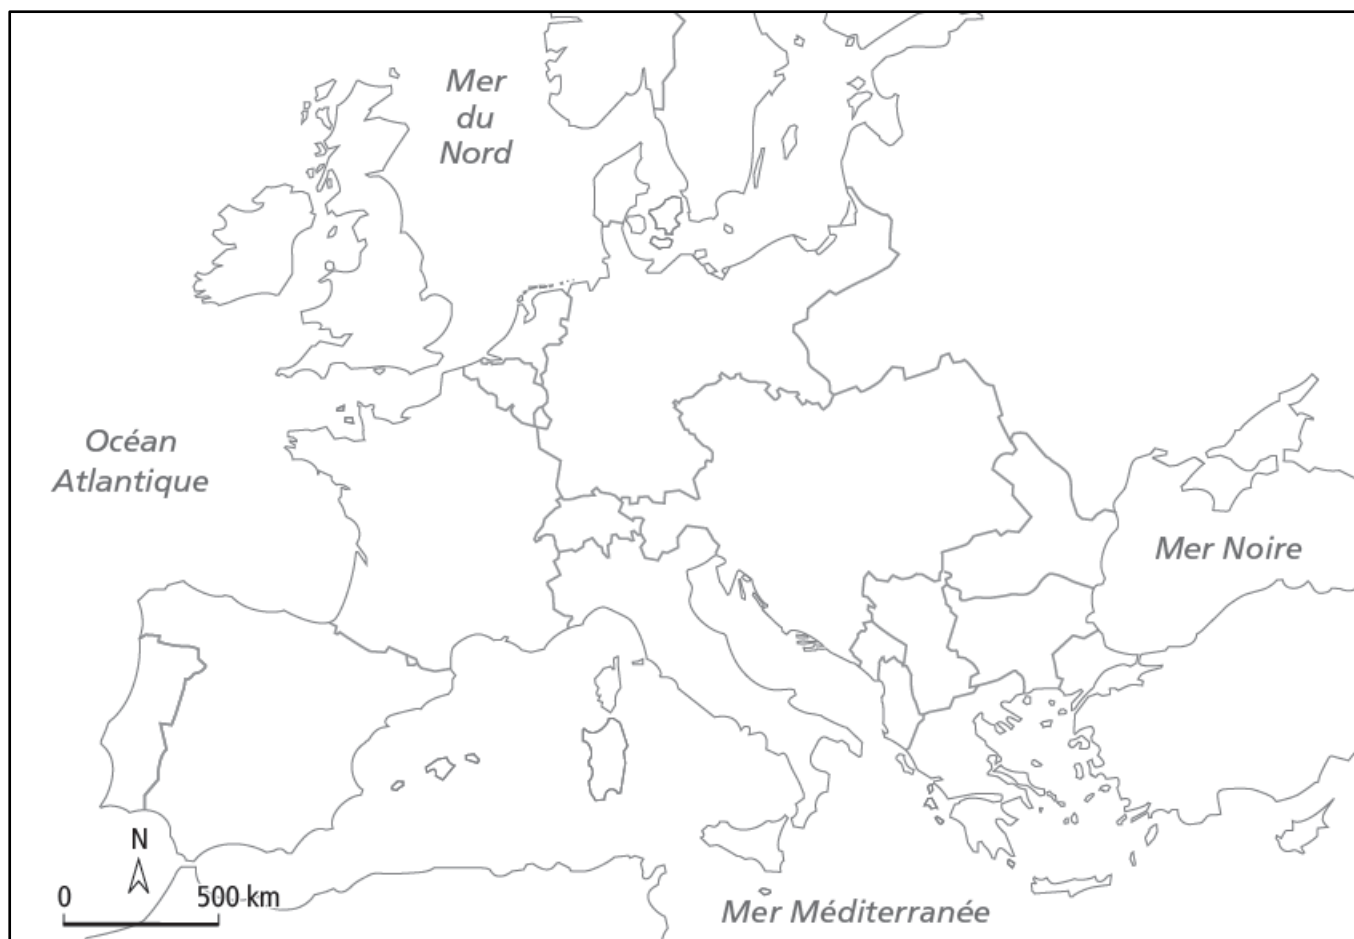 Mer
du
Nord
Océan
Atlantique
Mer Noire
N
0 500 km
Mer Méditerranée